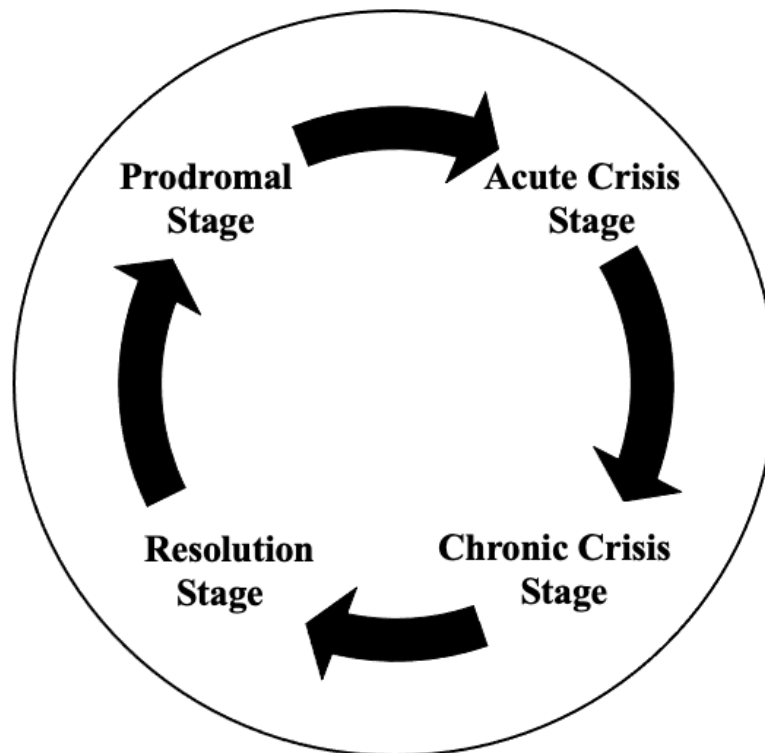 Prodromal
Stage
Acute Crisis
Stage
Chronic Crisis
Stage
Resolution
Stage